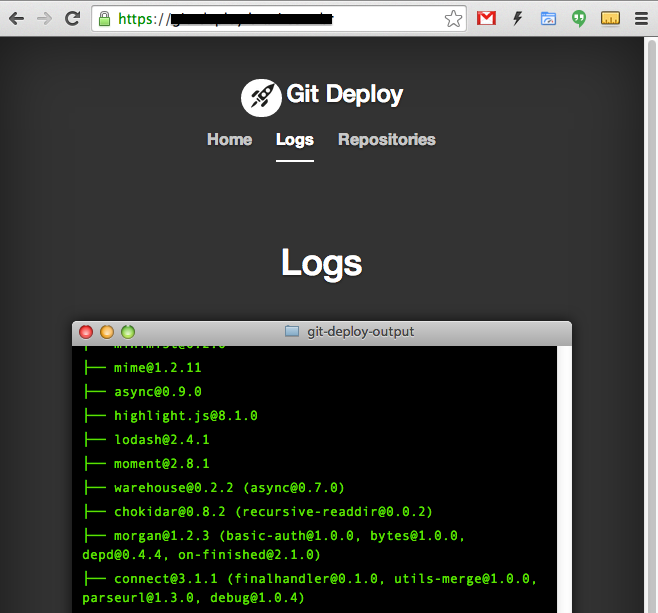 https://
Git Deploy
Home Logs Repositories
Logs
git-deploy-output
├── mime@1.2.11
├── async@0.9.0
├── highlight.js@8.1.0
├── lodash@2.4.1
├── moment@2.8.1
├── warehouse@0.2.2 (async@0.7.0)
├── chokidar@0.8.2 (recursive-readdir@0.0.2)
├── morgan@1.2.3 (basic-auth@1.0.0, bytes@1.0.0,
depd@0.4.4, on-finished@2.1.0)
├── connect@3.1.1 (finalhandler@0.1.0, utils-merge@1.0.0,
parseurl@1.3.0, debug@1.0.4)